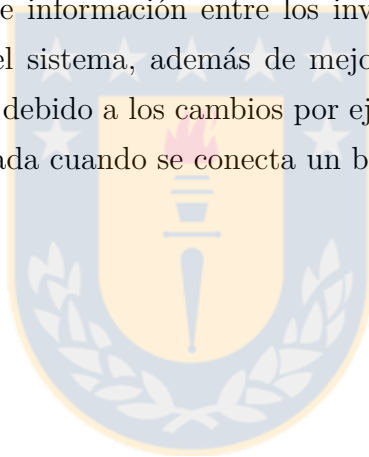 e información entre los inv
el sistema, además de mejo
debido a los cambios por ej
ada cuando se conecta un b